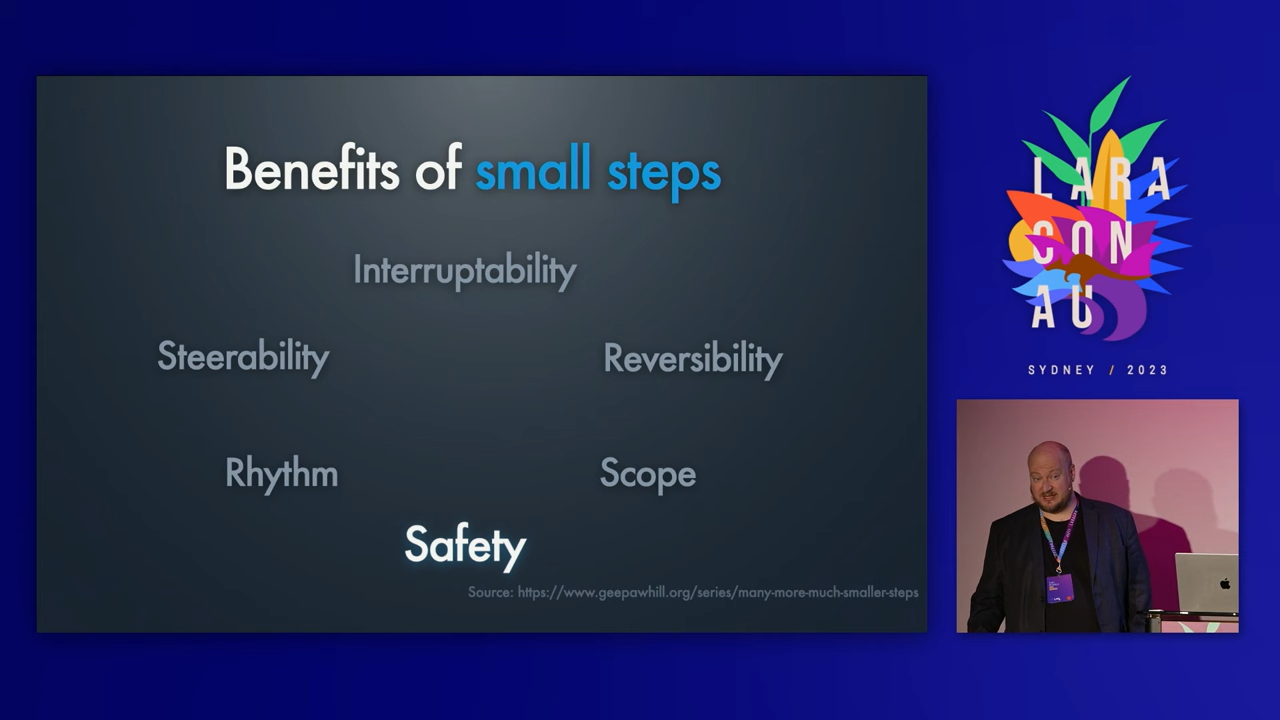 Benefits of small steps
Interruptability
Steerability
Reversibility
Rhythm
Scope
Safety
Source: https://www.geepawhill.org/series/many-more-much-smaller-steps
LARA
CON
AU
SYDNEY / 2023